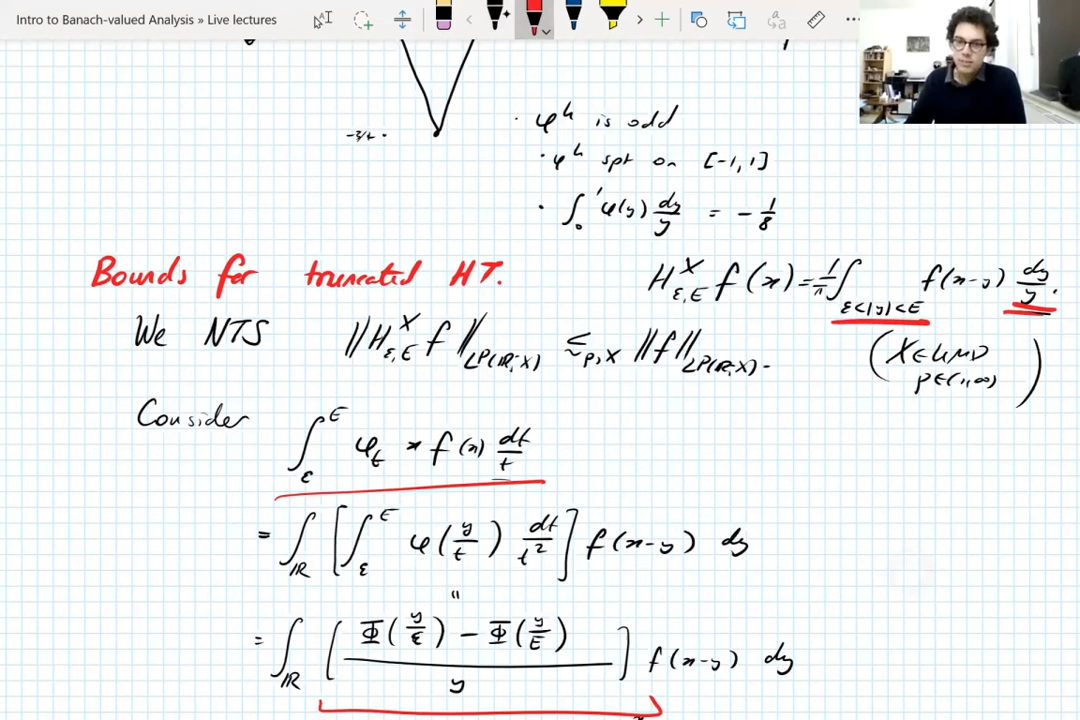 Intro to Banach-valued Analysis » Live lectures
-3/4
· φʰ is odd
· φʰ spt on [-1, 1]
· ∫₀¹ φ(y) dy/y = - 1/8
Bounds for truncated HT.
H^X_{ε,E} f(x) = 1/π ∫_{ε<|y|<E} f(x-y) dy/y.
We NTS ‖H^X_{ε,E} f‖_{L^p(ℝ;X)} ≲_{p,X} ‖f‖_{L^p(ℝ;X)}.
(X ∈ UMD
p ∈ (1,∞))
Consider
∫_ε^E φ_t * f(x) dt/t
= ∫_ℝ [∫_ε^E φ(y/t) dt/t²] f(x-y) dy
"
= ∫_ℝ [(Φ(y/ε) - Φ(y/E))/y] f(x-y) dy